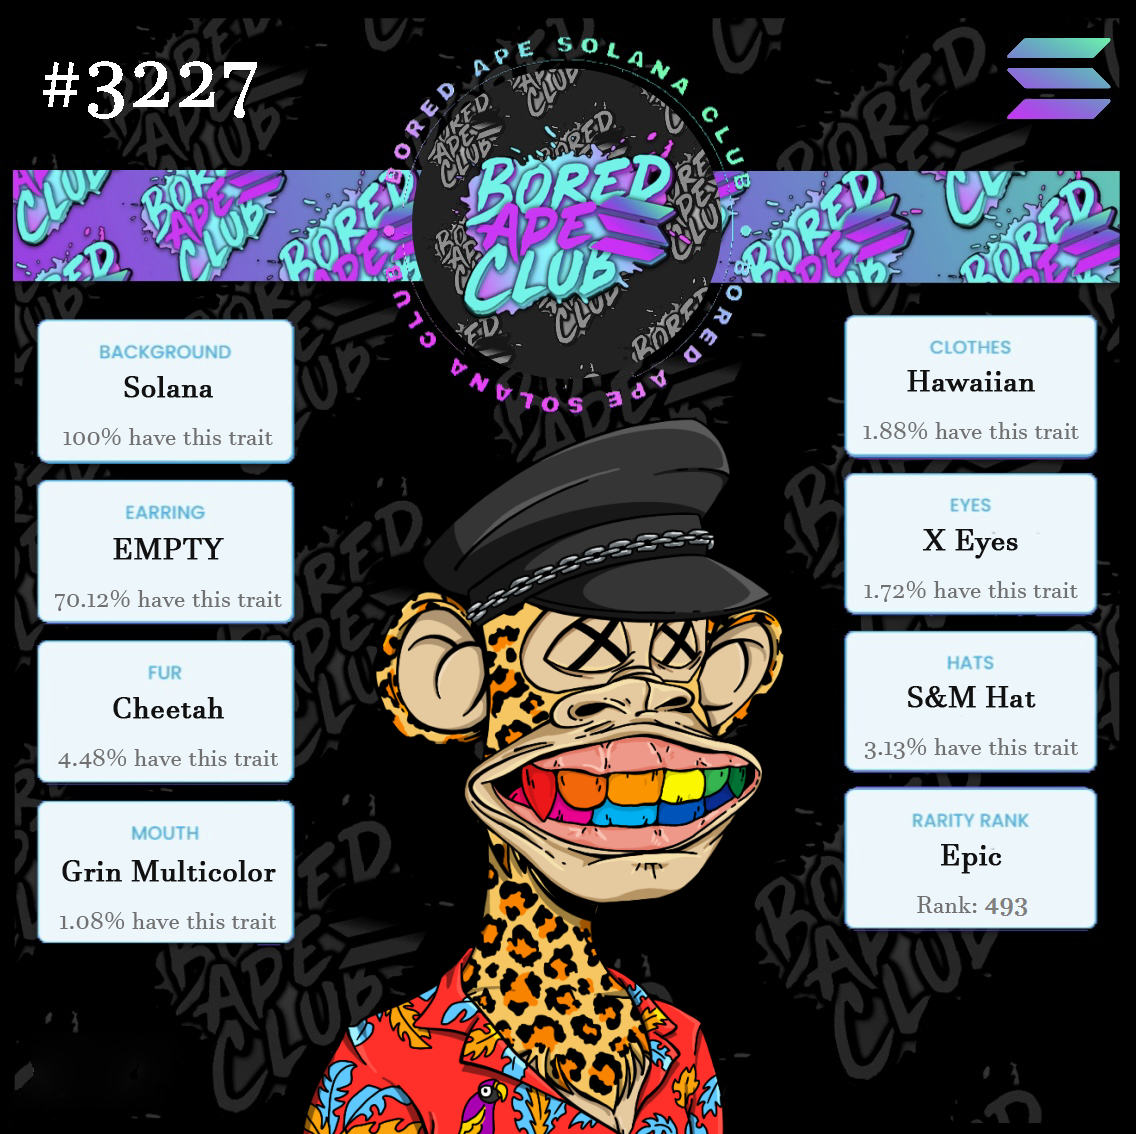 #3227
BORED APE SOLANA CLUB
BORED
APE
CLUB
BORED APE SOLANA CLUB
BACKGROUND
Solana
100% have this trait
EARRING
EMPTY
70.12% have this trait
FUR
Cheetah
4.48% have this trait
MOUTH
Grin Multicolor
1.08% have this trait
CLOTHES
Hawaiian
1.88% have this trait
EYES
X Eyes
1.72% have this trait
HATS
S&M Hat
3.13% have this trait
RARITY RANK
Epic
Rank: 493